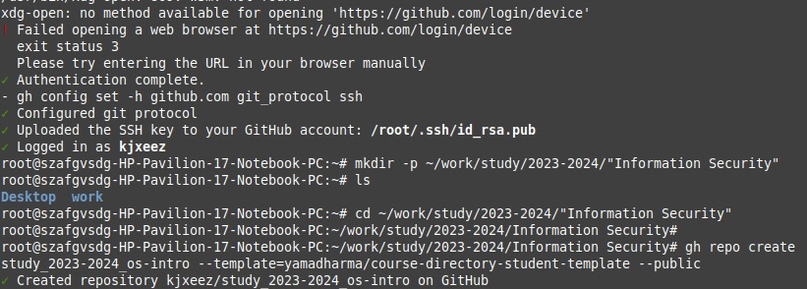 xdg-open: no method available for opening 'https://github.com/login/device'
! Failed opening a web browser at https://github.com/login/device
  exit status 3
  Please try entering the URL in your browser manually
✓ Authentication complete.
- gh config set -h github.com git_protocol ssh
✓ Configured git protocol
✓ Uploaded the SSH key to your GitHub account: /root/.ssh/id_rsa.pub
✓ Logged in as kjxeez
root@szafgvsdg-HP-Pavilion-17-Notebook-PC:~# mkdir -p ~/work/study/2023-2024/"Information Security"
root@szafgvsdg-HP-Pavilion-17-Notebook-PC:~# ls
Desktop  work
root@szafgvsdg-HP-Pavilion-17-Notebook-PC:~# cd ~/work/study/2023-2024/"Information Security"
root@szafgvsdg-HP-Pavilion-17-Notebook-PC:~/work/study/2023-2024/Information Security#
root@szafgvsdg-HP-Pavilion-17-Notebook-PC:~/work/study/2023-2024/Information Security# gh repo create
study_2023-2024_os-intro --template=yamadharma/course-directory-student-template --public
✓ Created repository kjxeez/study_2023-2024_os-intro on GitHub